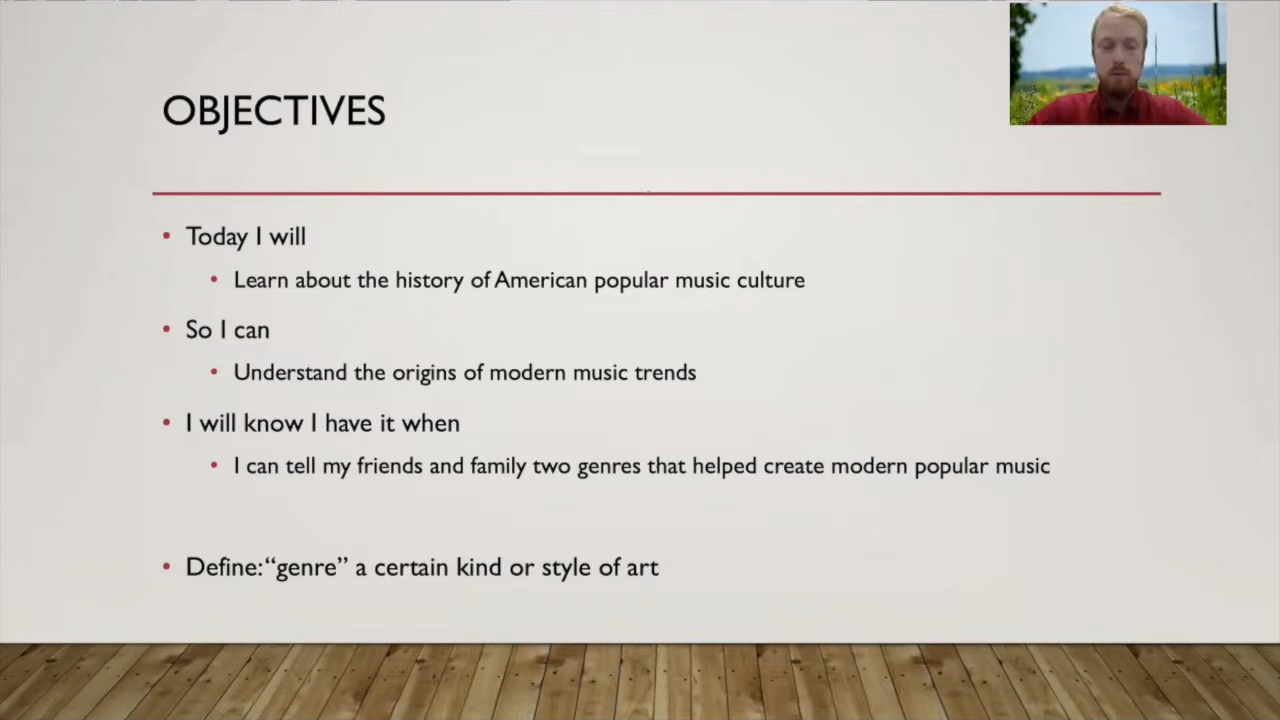 OBJECTIVES
• Today I will
• Learn about the history of American popular music culture
• So I can
• Understand the origins of modern music trends
• I will know I have it when
• I can tell my friends and family two genres that helped create modern popular music
• Define:“genre” a certain kind or style of art